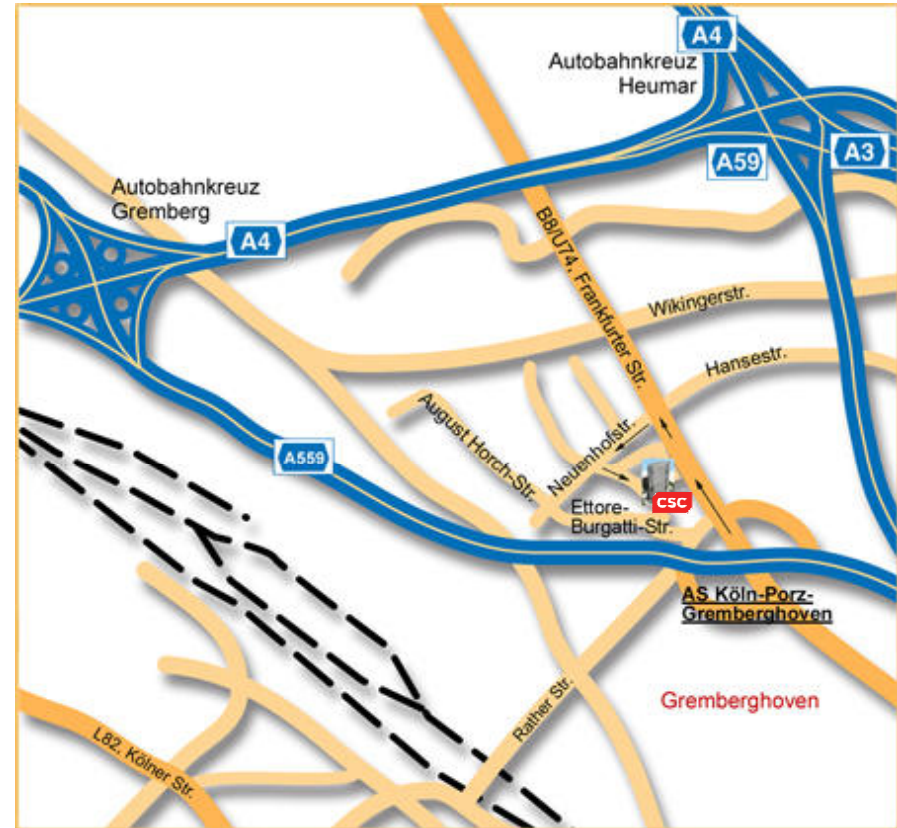 A4
Autobahnkreuz
Heumar
A59
A3
Autobahnkreuz
Gremberg
A4
B8/U74, Frankfurter Str.
Wikingerstr.
Hansestr.
August Horch-Str.
Neuenhofstr.
A559
CSC
Ettore-
Burgatti-Str.
AS Köln-Porz-
Gremberghoven
Rather Str.
Gremberghoven
L82, Kölner Str.